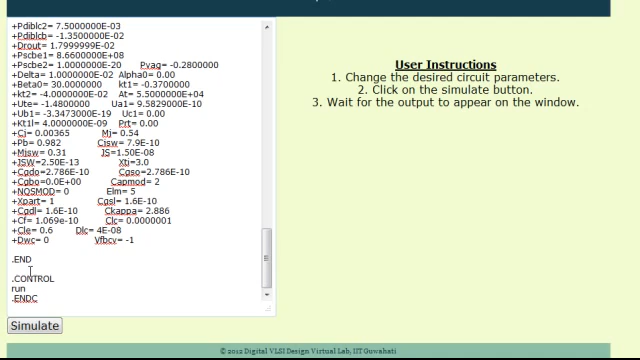 +Pdiblc2= 7.5000000E-03
+Pdiblcb= -1.3500000E-02
+Drout= 1.7999999E-02
+Pscbe1= 8.6600000E+08
+Pscbe2= 1.0000000E-20 Pvag= -0.2800000
+Delta= 1.0000000E-02 Alpha0= 0.00
+Beta0= 30.0000000 kt1= -0.3700000
+kt2= -4.0000000E-02 At= 5.5000000E+04
+Ute= -1.4800000 Ua1= 9.5829000E-10
+Ub1= -3.3473000E-19 Uc1= 0.00
+Kt1l= 4.0000000E-09 Prt= 0.00
+Cj= 0.00365 Mj= 0.54
+Pb= 0.982 Cjsw= 7.9E-10
+Mjsw= 0.31 JS=1.50E-08
+JSW=2.50E-13 Xtj=3.0
+Cgdo=2.786E-10 Cgso=2.786E-10
+Cgbo=0.0E+00 Capmod= 2
+NQSMOD= 0 Elm= 5
+Xpart= 1 Cgsl= 1.6E-10
+Cgdl= 1.6E-10 Ckappa= 2.886
+Cf= 1.069e-10 Clc= 0.0000001
+Cle= 0.6 Dlc= 4E-08
+Dwc= 0 Vfbcv= -1
.END
.CONTROL
run
.ENDC
Simulate
User Instructions
1. Change the desired circuit parameters.
2. Click on the simulate button.
3. Wait for the output to appear on the window.
© 2012 Digital VLSI Design Virtual Lab, IIT Guwahati